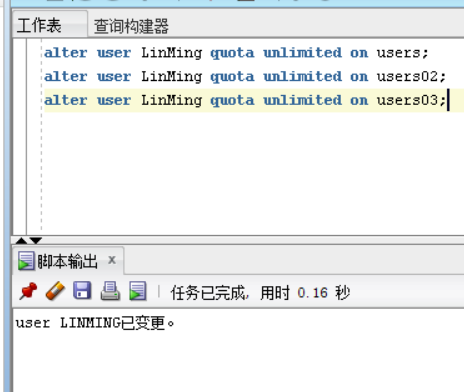 工作表 查询构建器
alter user LinMing quota unlimited on users;
alter user LinMing quota unlimited on users02;
alter user LinMing quota unlimited on users03;
脚本输出 x
任务已完成, 用时 0.16 秒
user LINMING已变更。